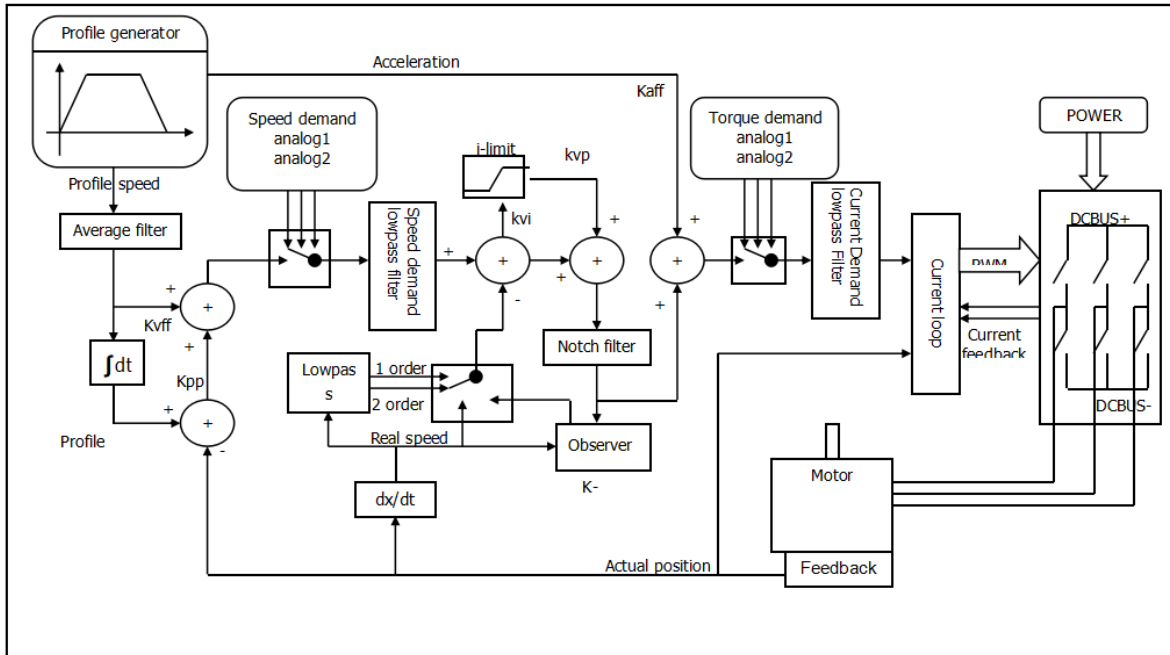 Profile generator
Acceleration
Kaff
Speed demand
analog1
analog2
Torque demand
analog1
analog2
POWER
i-limit
kvp
Profile speed
Average filter
Speed demand
lowpass filter
kvi
Current Demand
lowpass Filter
Current loop
DCBUS+
PWM
+
+
+
+
+
+
-
+
+
+
+
Kvff
+
+
∫dt
Kpp
Lowpas
s
1 order
2 order
Notch filter
Current
feedback
DCBUS-
+
+
-
Profile
Real speed
Observer
K-
dx/dt
Motor
Actual position
Feedback